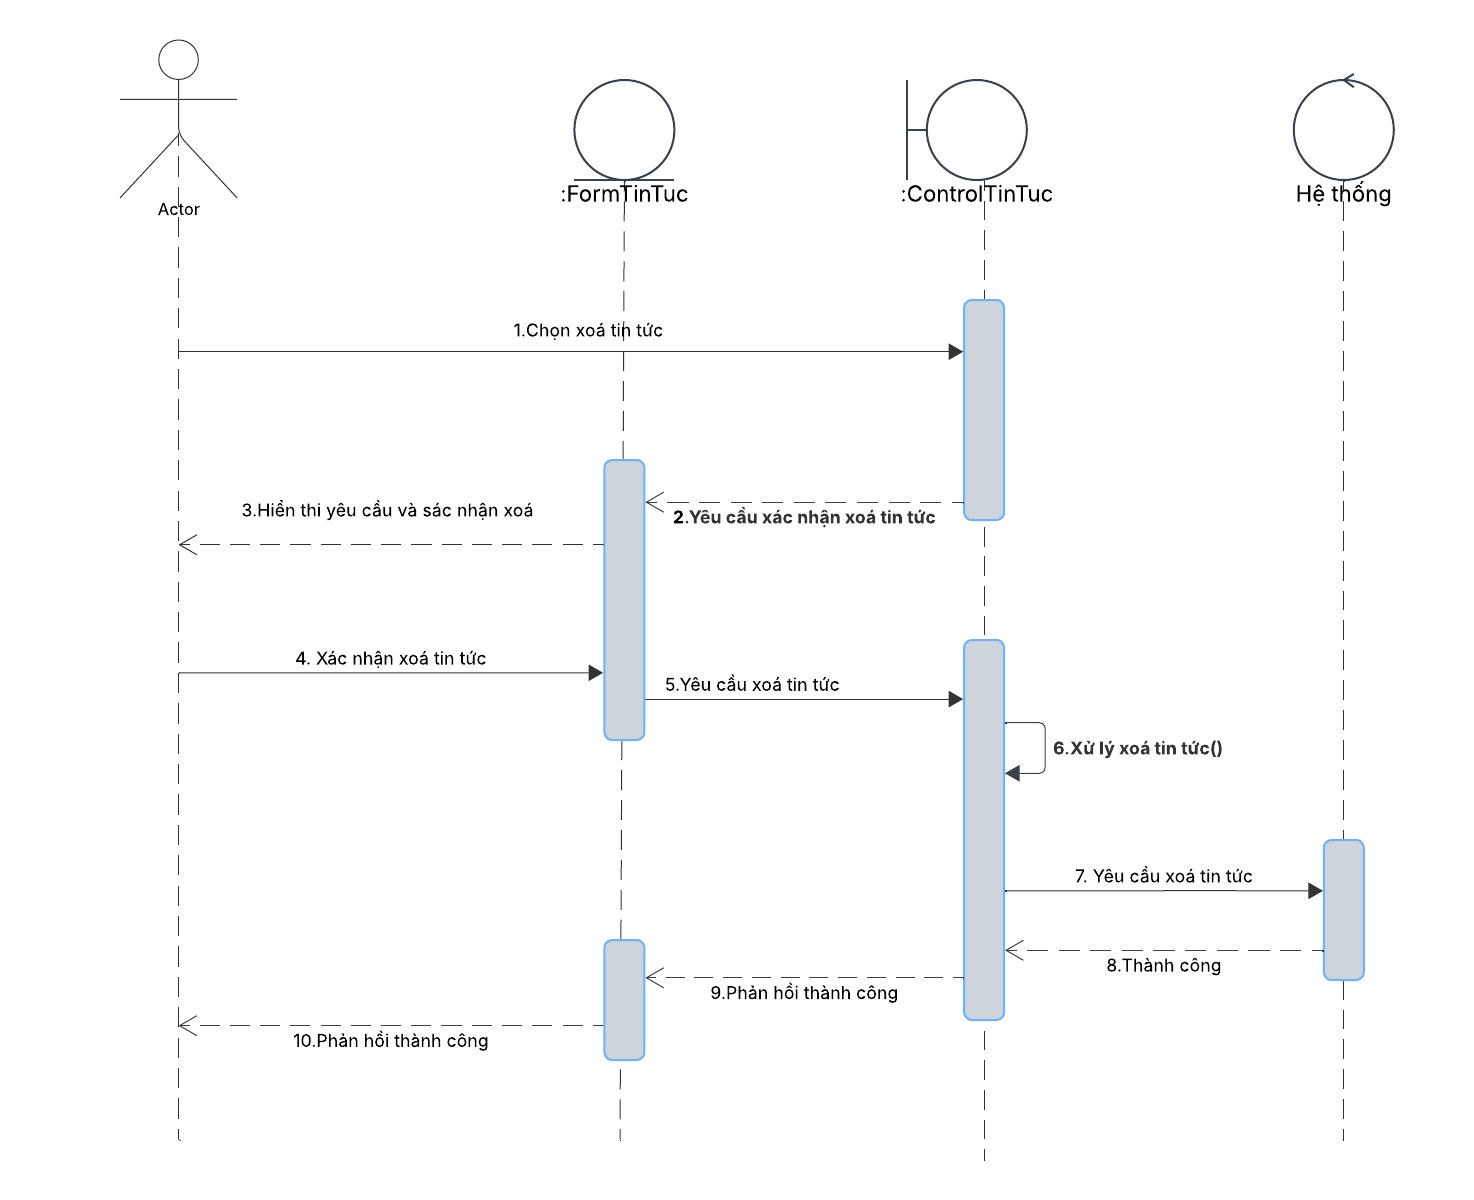 Actor
:FormTinTuc
:ControlTinTuc
Hệ thống
1.Chọn xoá tin tức
2.Yêu cầu xác nhận xoá tin tức
3.Hiển thi yêu cầu và sác nhận xoá
4. Xác nhận xoá tin tức
5.Yêu cầu xoá tin tức
6.Xử lý xoá tin tức()
7. Yêu cầu xoá tin tức
8.Thành công
9.Phản hồi thành công
10.Phản hồi thành công